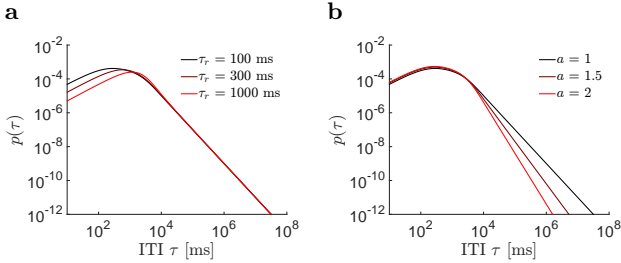 a
p(τ)
10^-2
10^-4
10^-6
10^-8
10^-10
10^-12
τ_r = 100 ms
τ_r = 300 ms
τ_r = 1000 ms
10^2 10^4 10^6 10^8
ITI τ [ms]
b
p(τ)
10^-2
10^-4
10^-6
10^-8
10^-10
10^-12
a = 1
a = 1.5
a = 2
10^2 10^4 10^6 10^8
ITI τ [ms]